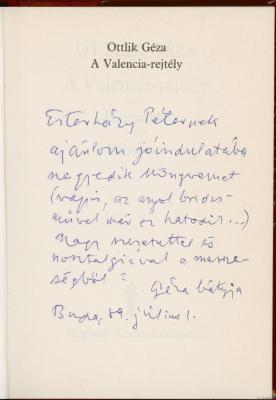 Ottlik Géza
A Valencia-rejtély
Esterházy Péternek
ajánlom jóindulatába
negyedik könyvemet
(vagyis, az angol bridzs-
művel már az hatodik...)
nagy szeretettel és
nosztalgiával a messze-
ségből:
Géza bátyja
Buda, 89. július 1.